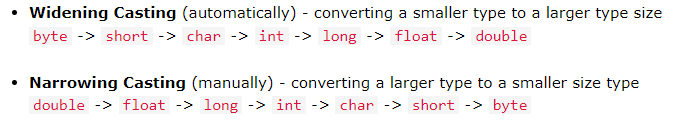 • Widening Casting (automatically) - converting a smaller type to a larger type size
byte -> short -> char -> int -> long -> float -> double
• Narrowing Casting (manually) - converting a larger type to a smaller size type
double -> float -> long -> int -> char -> short -> byte